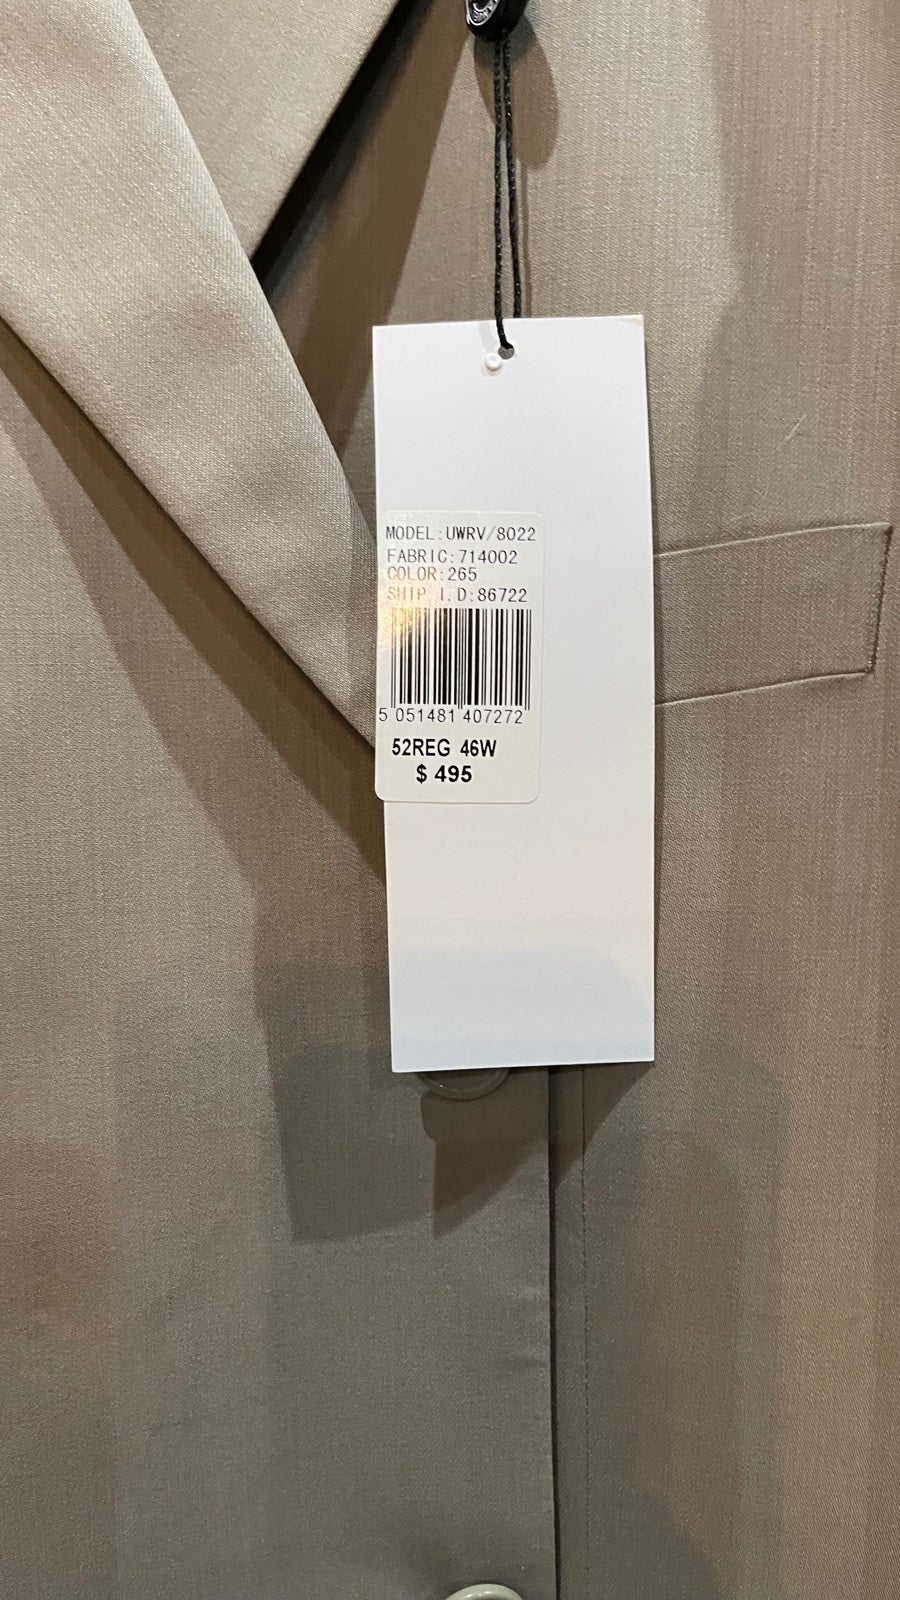 MODEL:UWRV/8022
FABRIC:714002
COLOR:265
SHIP I.D:86722
5 051481 407272
52REG 46W
$ 495